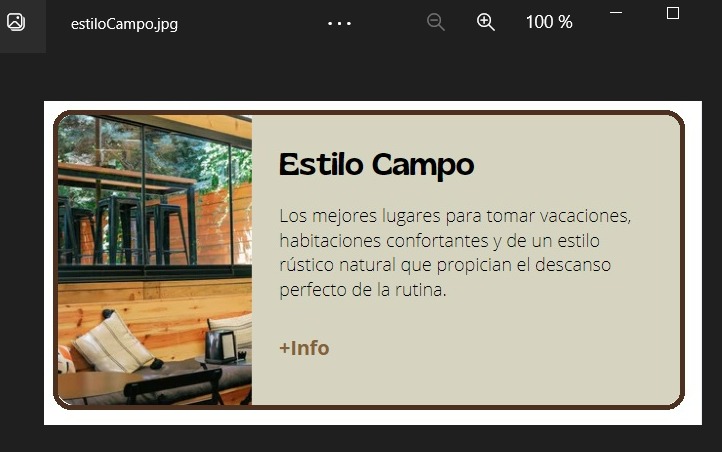 estiloCampo.jpg
100 %
Estilo Campo
Los mejores lugares para tomar vacaciones,
habitaciones confortantes y de un estilo
rústico natural que propician el descanso
perfecto de la rutina.
+Info